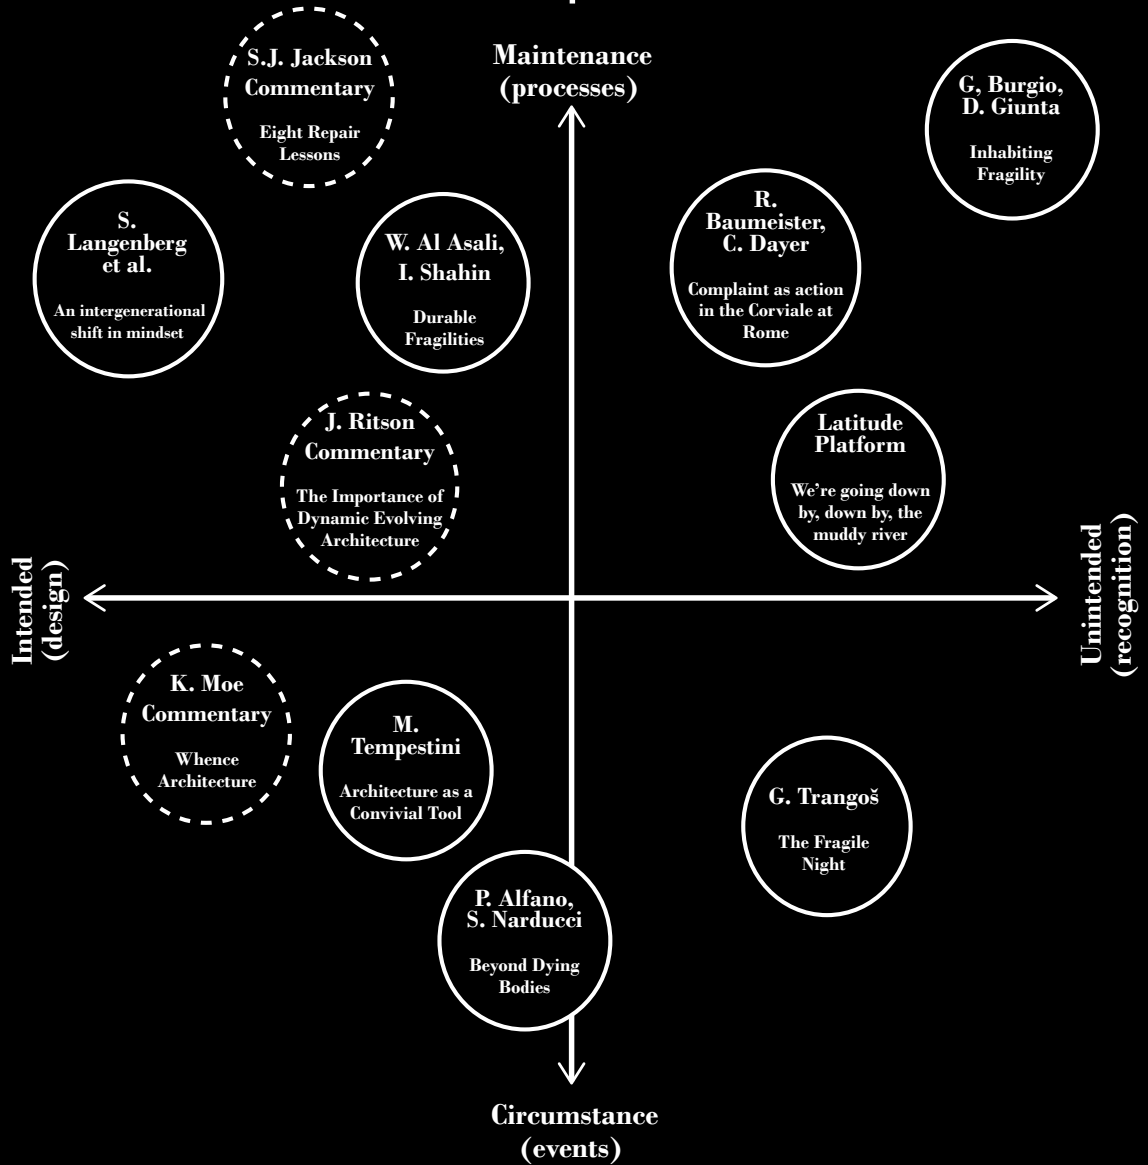 S.J. Jackson
Commentary
Eight Repair
Lessons
Maintenance
(processes)
G, Burgio,
D. Giunta
Inhabiting
Fragility
S.
Langenberg
et al.
An intergenerational
shift in mindset
W. Al Asali,
I. Shahin
Durable
Fragilities
R.
Baumeister,
C. Dayer
Complaint as action
in the Corviale at
Rome
J. Ritson
Commentary
The Importance of
Dynamic Evolving
Architecture
Latitude
Platform
We're going down
by, down by, the
muddy river
Intended
(design)
Unintended
(recognition)
K. Moe
Commentary
Whence
Architecture
M.
Tempestini
Architecture as a
Convivial Tool
G. Trangoš
The Fragile
Night
P. Alfano,
S. Narducci
Beyond Dying
Bodies
Circumstance
(events)